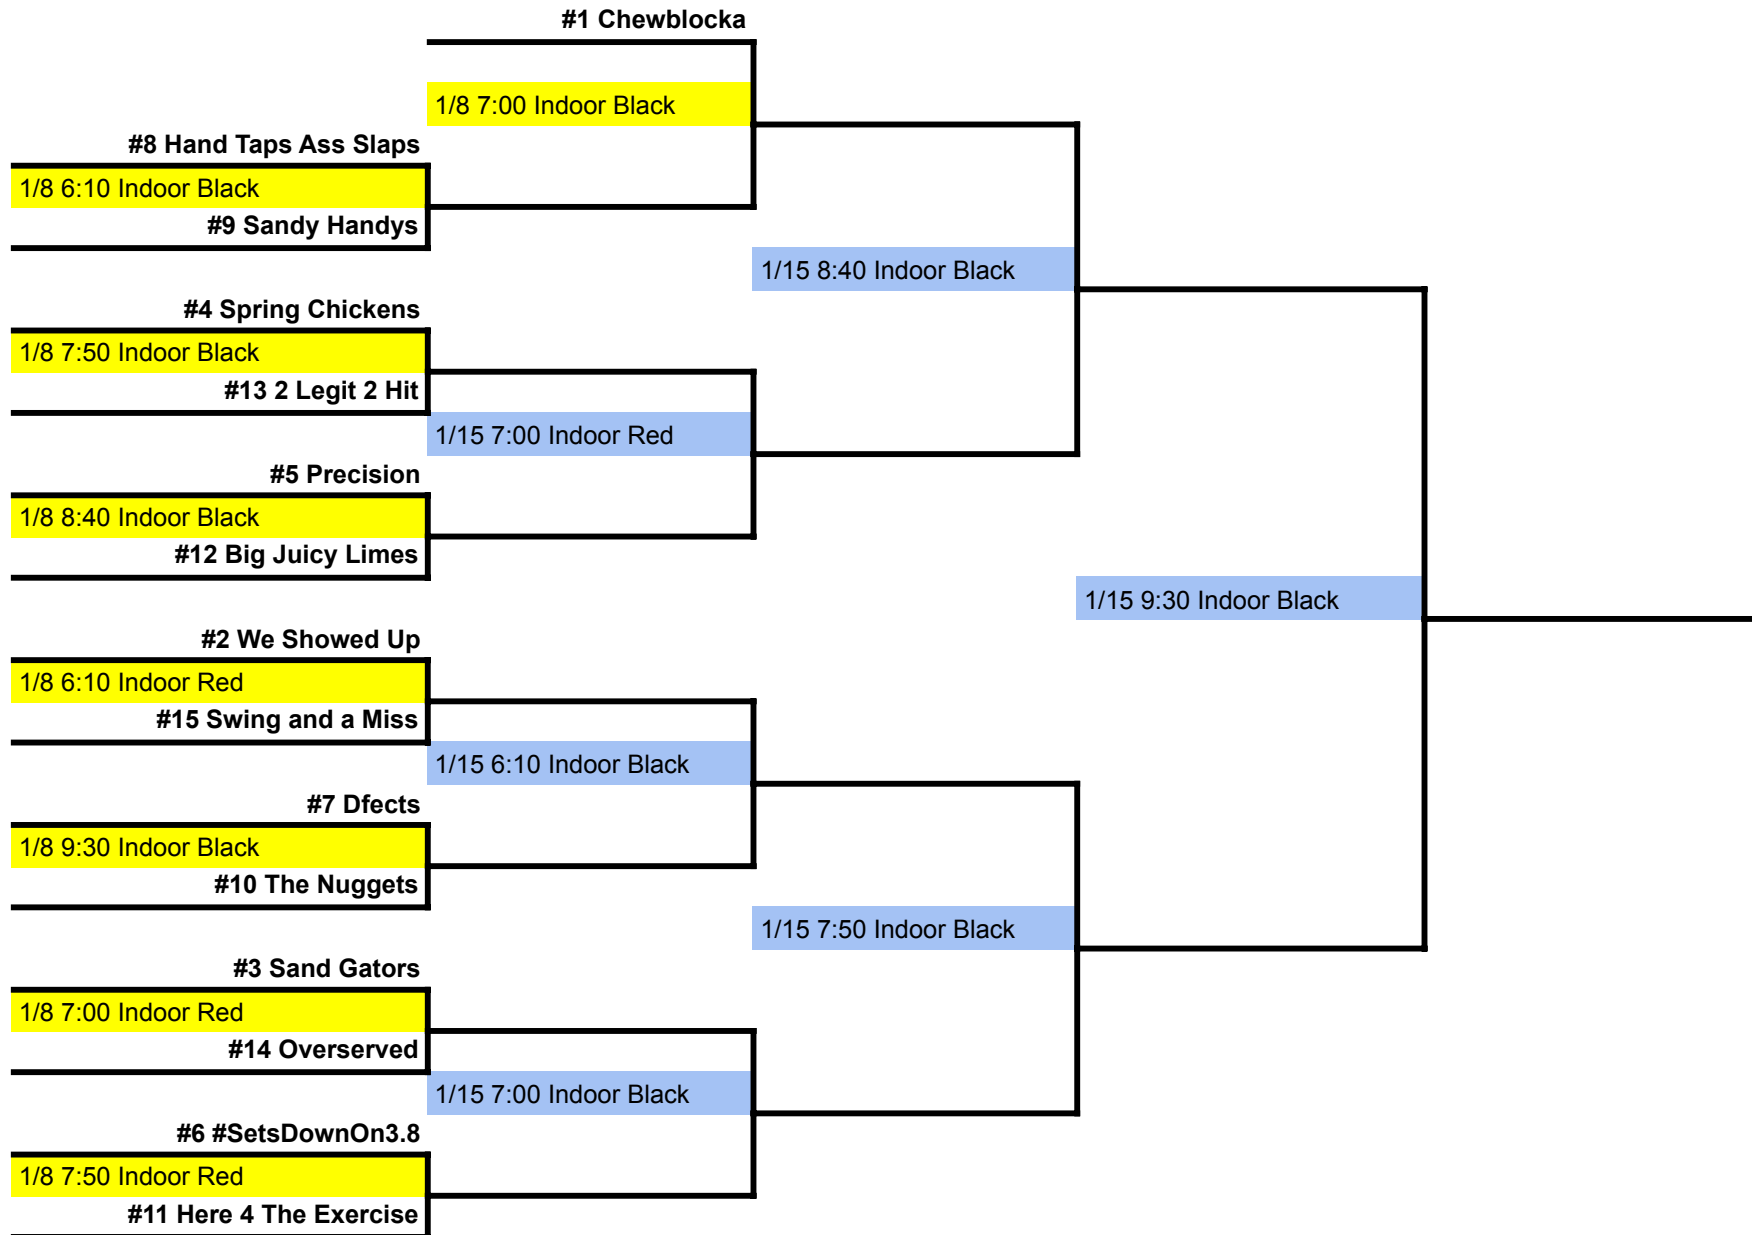 #1 Chewblocka
1/8 7:00 Indoor Black
#8 Hand Taps Ass Slaps
1/8 6:10 Indoor Black
#9 Sandy Handys
1/15 8:40 Indoor Black
#4 Spring Chickens
1/8 7:50 Indoor Black
#13 2 Legit 2 Hit
1/15 7:00 Indoor Red
#5 Precision
1/8 8:40 Indoor Black
#12 Big Juicy Limes
1/15 9:30 Indoor Black
#2 We Showed Up
1/8 6:10 Indoor Red
#15 Swing and a Miss
1/15 6:10 Indoor Black
#7 Dfects
1/8 9:30 Indoor Black
#10 The Nuggets
1/15 7:50 Indoor Black
#3 Sand Gators
1/8 7:00 Indoor Red
#14 Overserved
1/15 7:00 Indoor Black
#6 #SetsDownOn3.8
1/8 7:50 Indoor Red
#11 Here 4 The Exercise